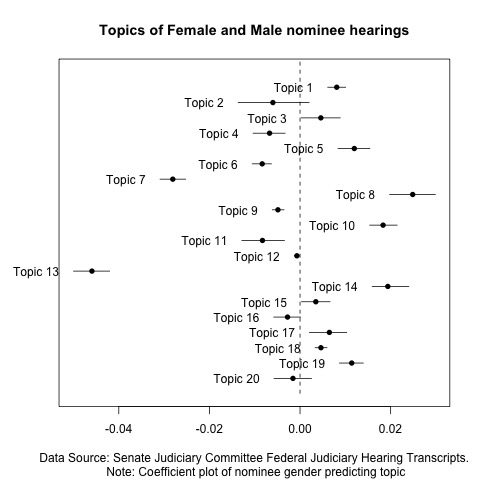 Topics of Female and Male nominee hearings
Topic 1
Topic 2
Topic 3
Topic 4
Topic 5
Topic 6
Topic 7
Topic 8
Topic 9
Topic 10
Topic 11
Topic 12
Topic 13
Topic 14
Topic 15
Topic 16
Topic 17
Topic 18
Topic 19
Topic 20
-0.04 -0.02 0.00 0.02
Data Source: Senate Judiciary Committee Federal Judiciary Hearing Transcripts.
Note: Coefficient plot of nominee gender predicting topic